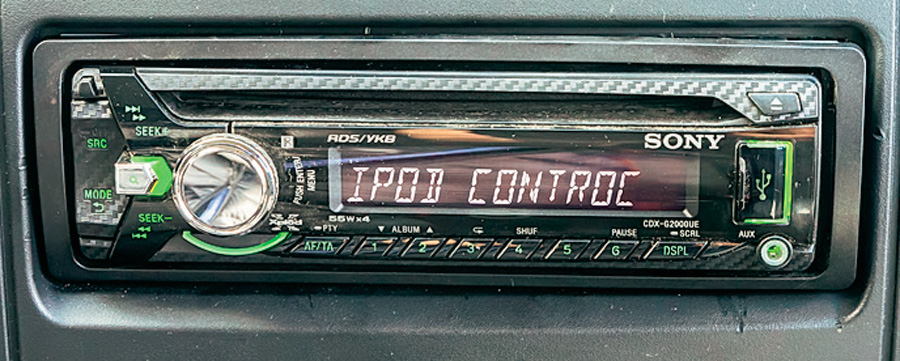 SEEK+
SRC
MODE
SEEK−
PUSH ENTER
MENU
RDS/УКВ
SONY
IPOD CONTROL
55W×4
CDX-G2000UE
PTY
ALBUM
SHUF
PAUSE
SCRL
AUX
AF/TA
1
2
3
4
5
6
DSPL